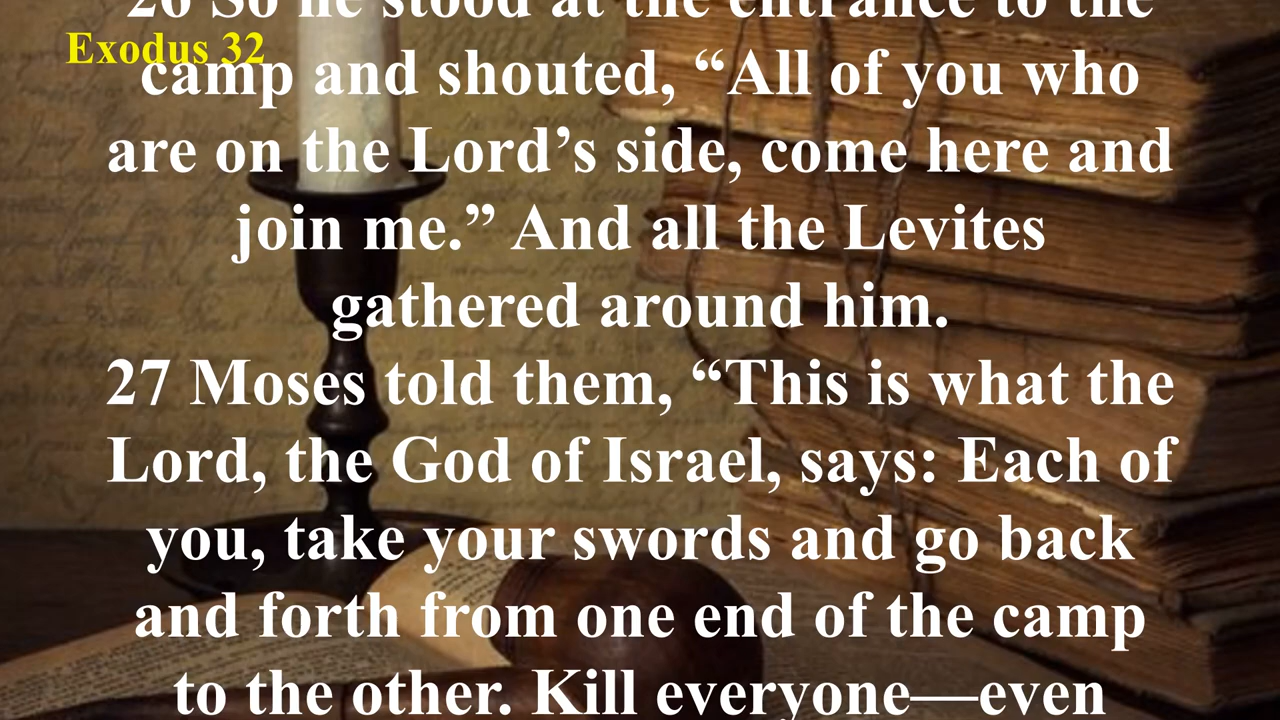 26 So he stood at the entrance to the
Exodus 32
camp and shouted, “All of you who
are on the Lord’s side, come here and
join me.” And all the Levites
gathered around him.
27 Moses told them, “This is what the
Lord, the God of Israel, says: Each of
you, take your swords and go back
and forth from one end of the camp
to the other. Kill everyone—even